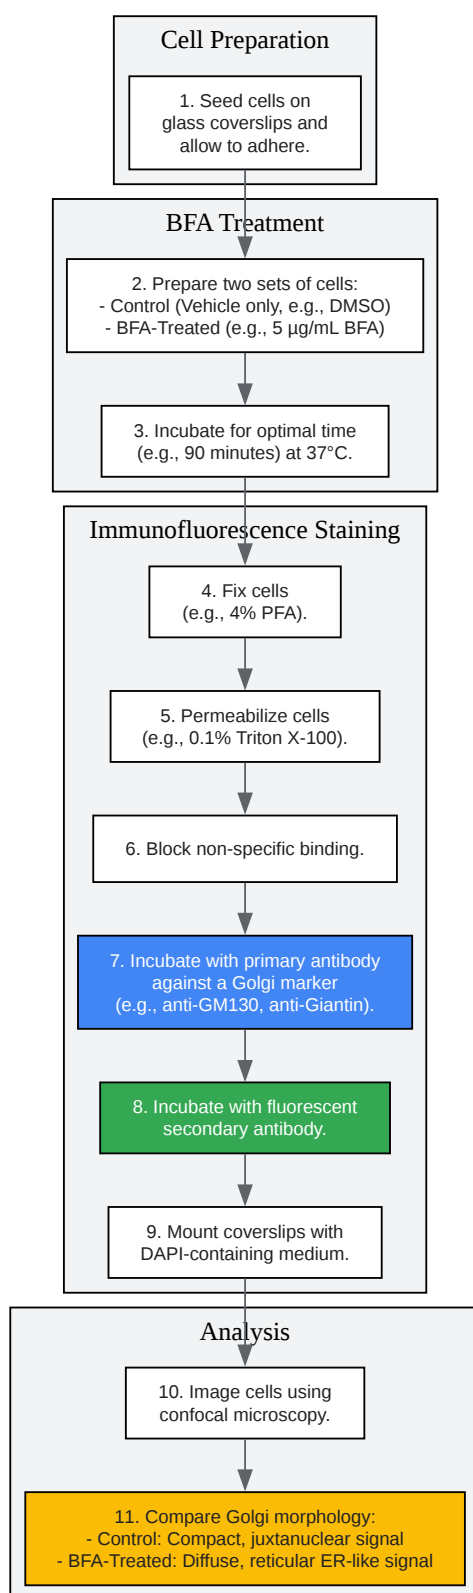 Cell Preparation
1. Seed cells on
glass coverslips and
allow to adhere.
BFA Treatment
2. Prepare two sets of cells:
- Control (Vehicle only, e.g., DMSO)
- BFA-Treated (e.g., 5 µg/mL BFA)
3. Incubate for optimal time
(e.g., 90 minutes) at 37°C.
Immunofluorescence Staining
4. Fix cells
(e.g., 4% PFA).
5. Permeabilize cells
(e.g., 0.1% Triton X-100).
6. Block non-specific binding.
7. Incubate with primary antibody
against a Golgi marker
(e.g., anti-GM130, anti-Giantin).
8. Incubate with fluorescent
secondary antibody.
9. Mount coverslips with
DAPI-containing medium.
Analysis
10. Image cells using
confocal microscopy.
11. Compare Golgi morphology:
- Control: Compact, juxtanuclear signal
- BFA-Treated: Diffuse, reticular ER-like signal